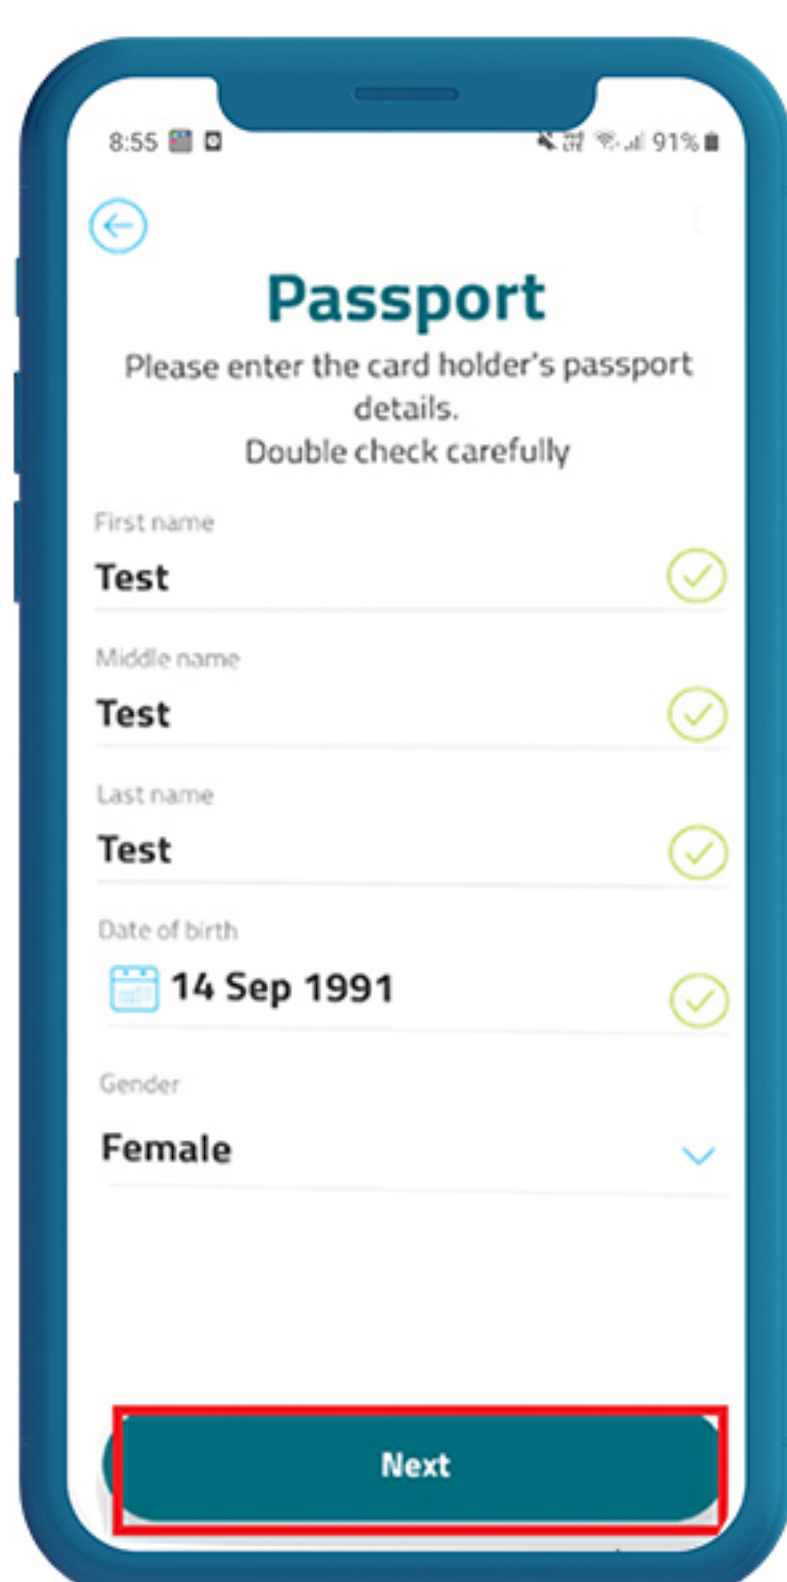 8:55
91%
Passport
Please enter the card holder's passport
details.
Double check carefully
First name
Test
Middle name
Test
Last name
Test
Date of birth
14 Sep 1991
Gender
Female
Next